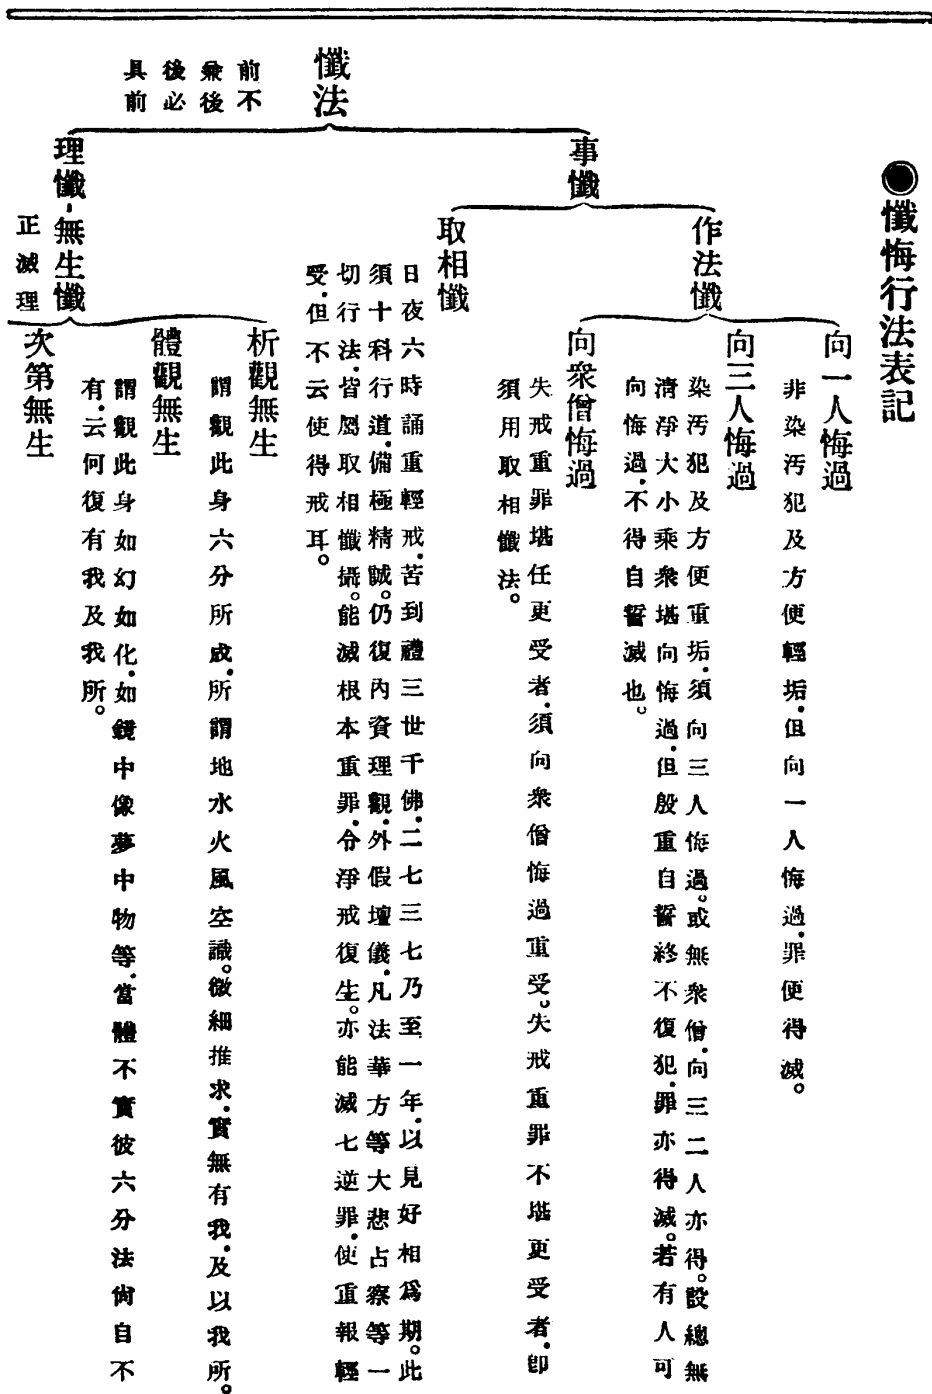 ●懺悔行法表記
懺法
前不
兼後
後必
具前
事懺
作法懺
向一人悔過
非染汚犯及方便輕垢.但向一人悔過.罪便得滅。
向三人悔過
染汚犯及方便重垢.須向三人悔過。或無衆僧.向三二人亦得。設總無
淸淨大小乘衆堪向悔過.但殷重自誓終不復犯.罪亦得滅。若有人可
向悔過.不得自誓滅也。
向衆僧悔過
失戒重罪堪任更受者.須向衆僧悔過重受。失戒重罪不堪更受者.卽
須用取相懺法。
取相懺
日夜六時誦重輕戒.苦到禮三世千佛.二七三七乃至一年.以見好相爲期。此
須十科行道.備極精誠。仍復內資理觀.外假壇儀.凡法華方等大悲占察等一
切行法.皆屬取相懺攝。能滅根本重罪.令淨戒復生。亦能滅七逆罪.使重報輕
受.但不云使得戒耳。
理懺-無生懺
正滅理
析觀無生
謂觀此身六分所成.所謂地水火風空識。微細推求.實無有我.及以我所。
體觀無生
謂觀此身如幻如化.如鏡中像夢中物等.當體不實彼六分法尙自不
有.云何復有我及我所。
次第無生